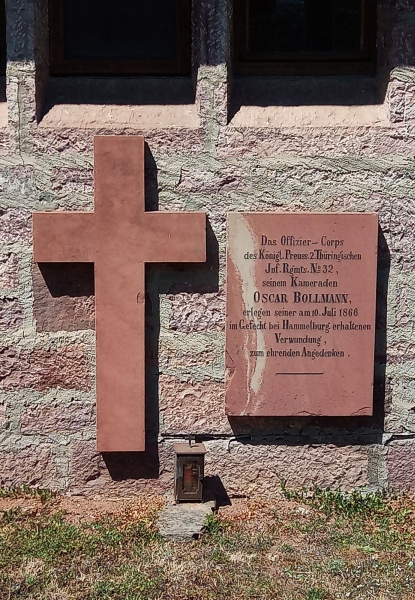 Das Offizier-Corps
des Königl. Preuss. 2. Thüringischen
Inf. Rgmts. No 32,
seinem Kameraden
OSCAR BOLLMANN,
erlegen seiner am 10. Juli 1866
im Gefecht bei Hammelburg erhaltenen
Verwundung,
zum ehrenden Angedenken.